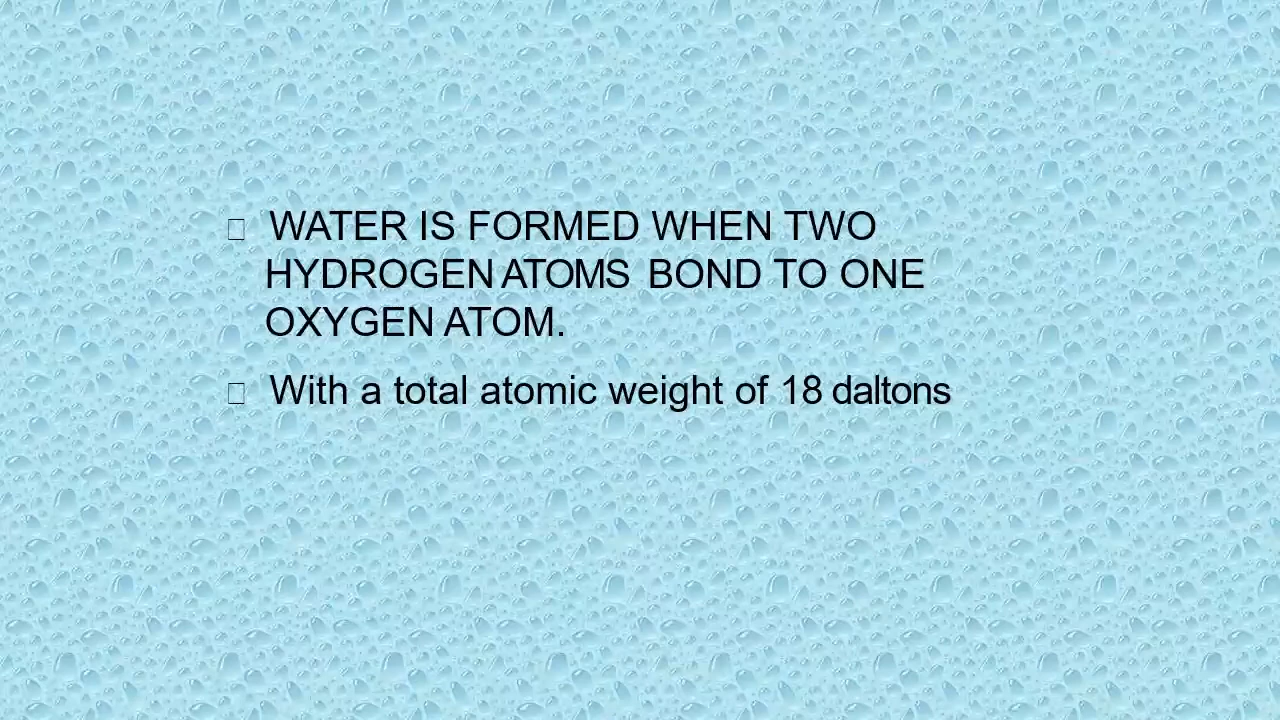 WATER IS FORMED WHEN TWO
HYDROGEN ATOMS BOND TO ONE
OXYGEN ATOM.
With a total atomic weight of 18 daltons